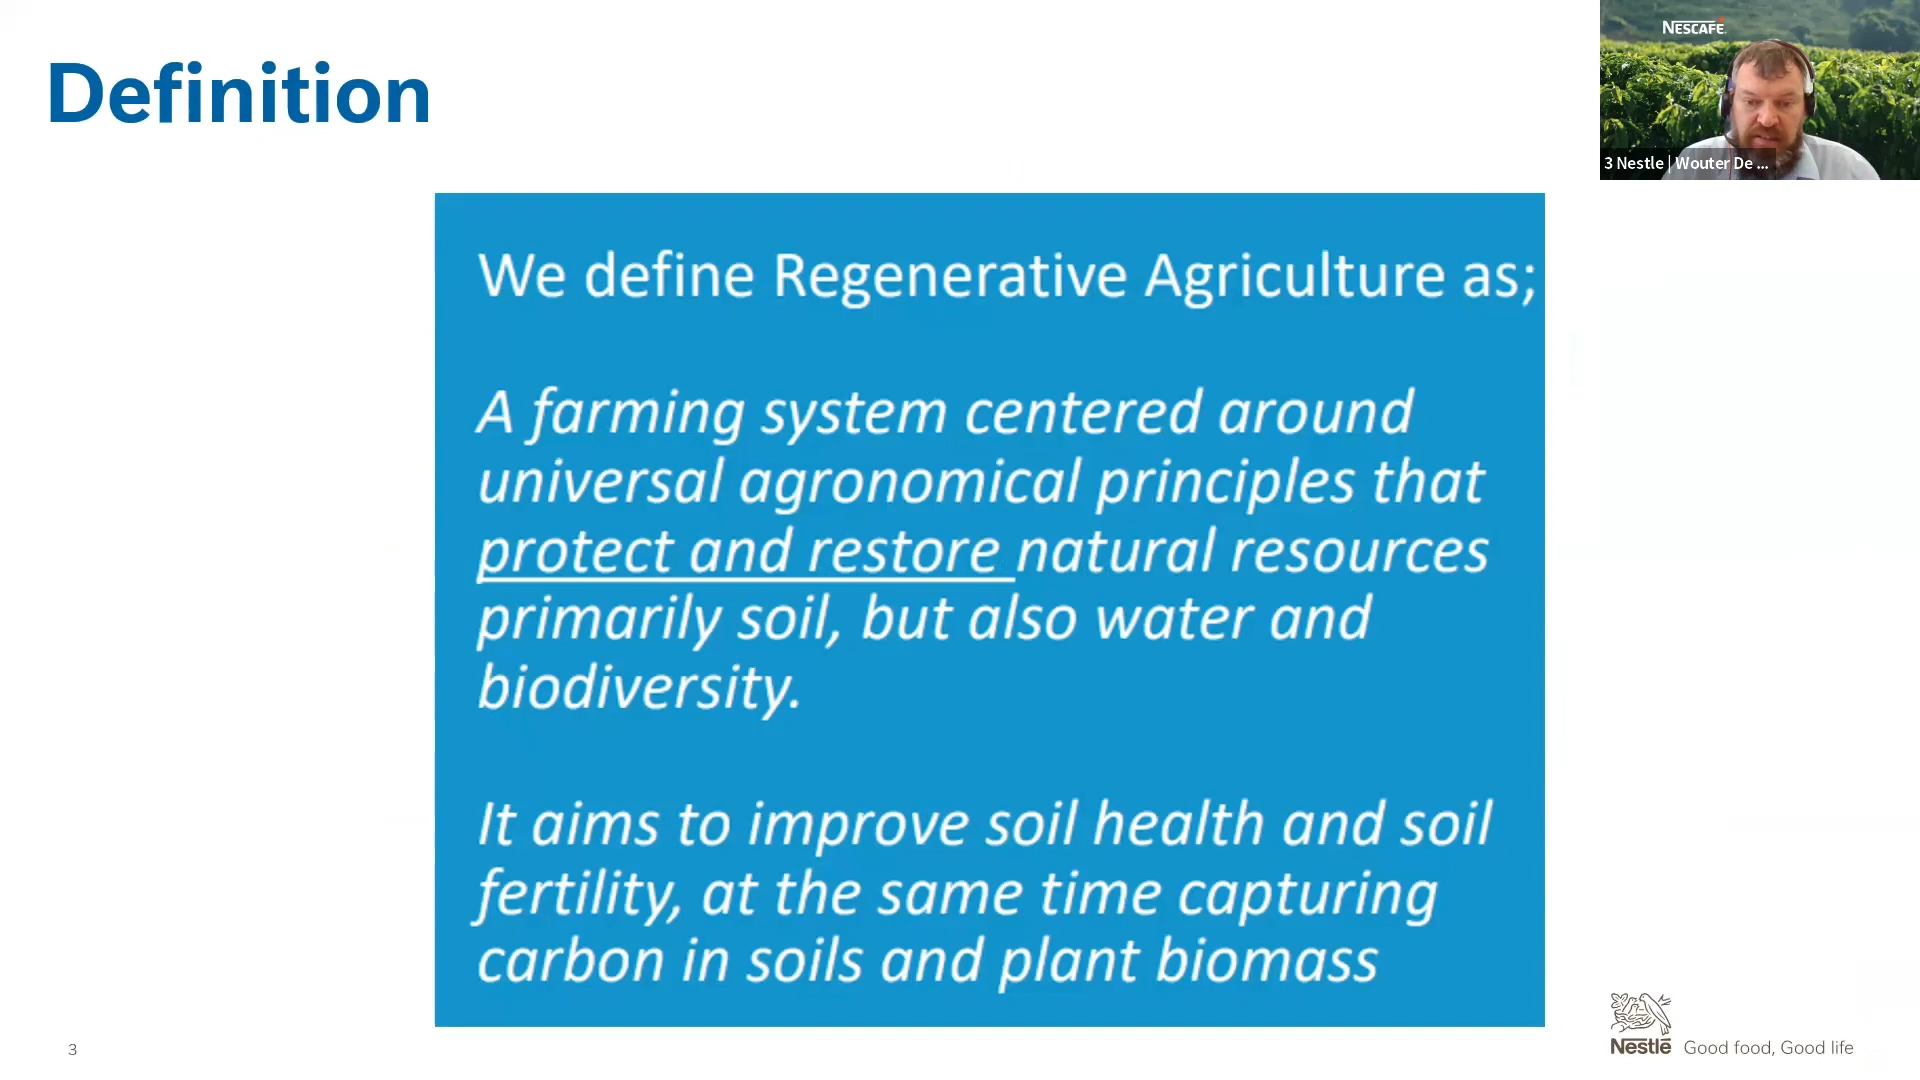 Definition
NESCAFÉ
3 Nestle | Wouter De ...
We define Regenerative Agriculture as;
A farming system centered around
universal agronomical principles that
protect and restore natural resources
primarily soil, but also water and
biodiversity.
It aims to improve soil health and soil
fertility, at the same time capturing
carbon in soils and plant biomass
3
Nestlé Good food, Good life